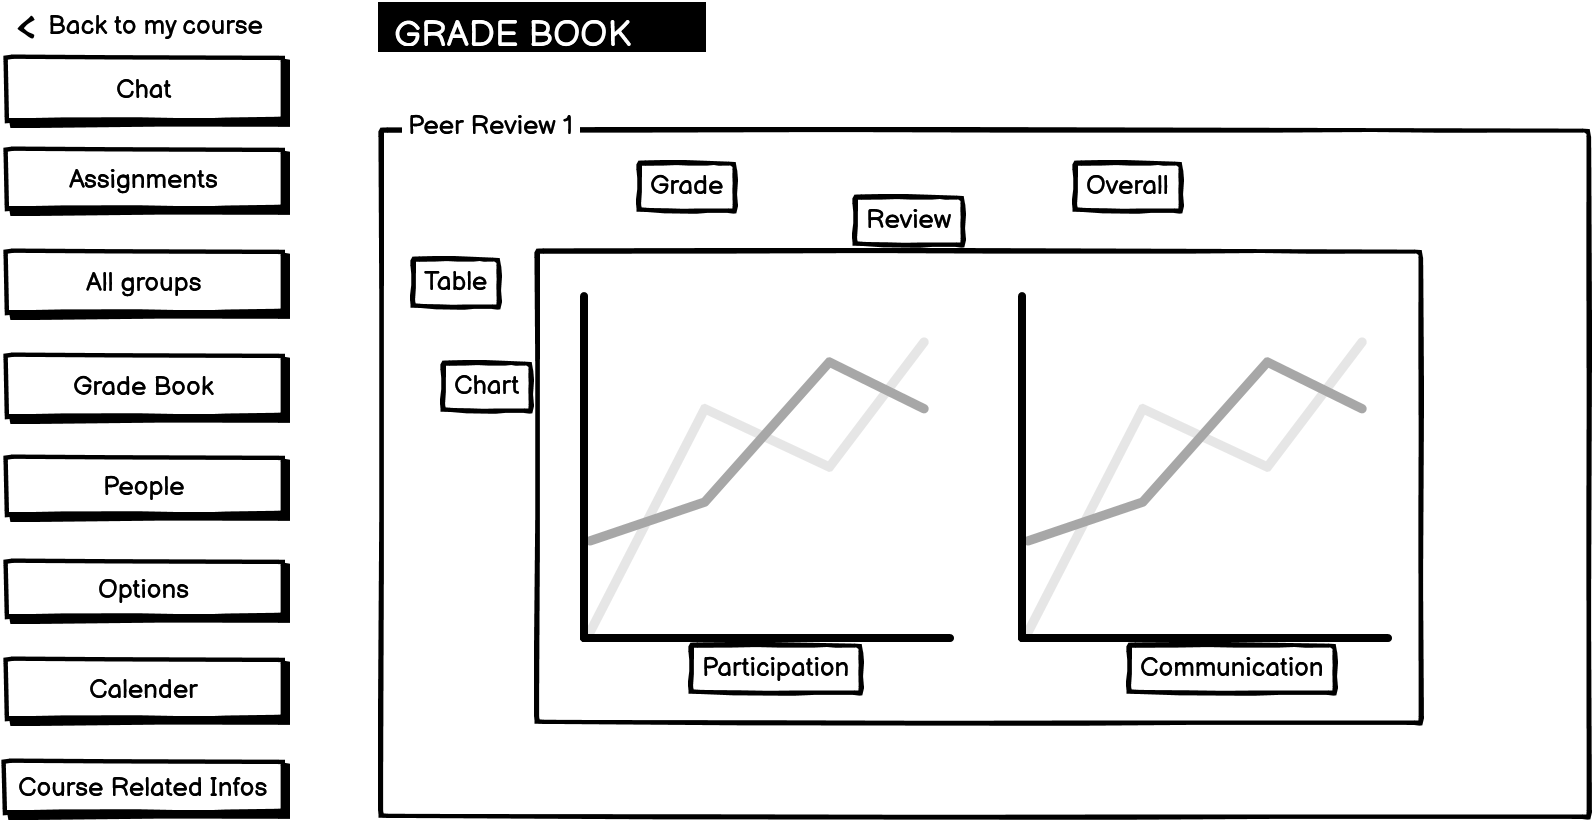 Back to my course
Chat
Assignments
All groups
Grade Book
People
Options
Calender
Course Related Infos
GRADE BOOK
Peer Review 1
Grade
Review
Overall
Table
Chart
Participation
Communication